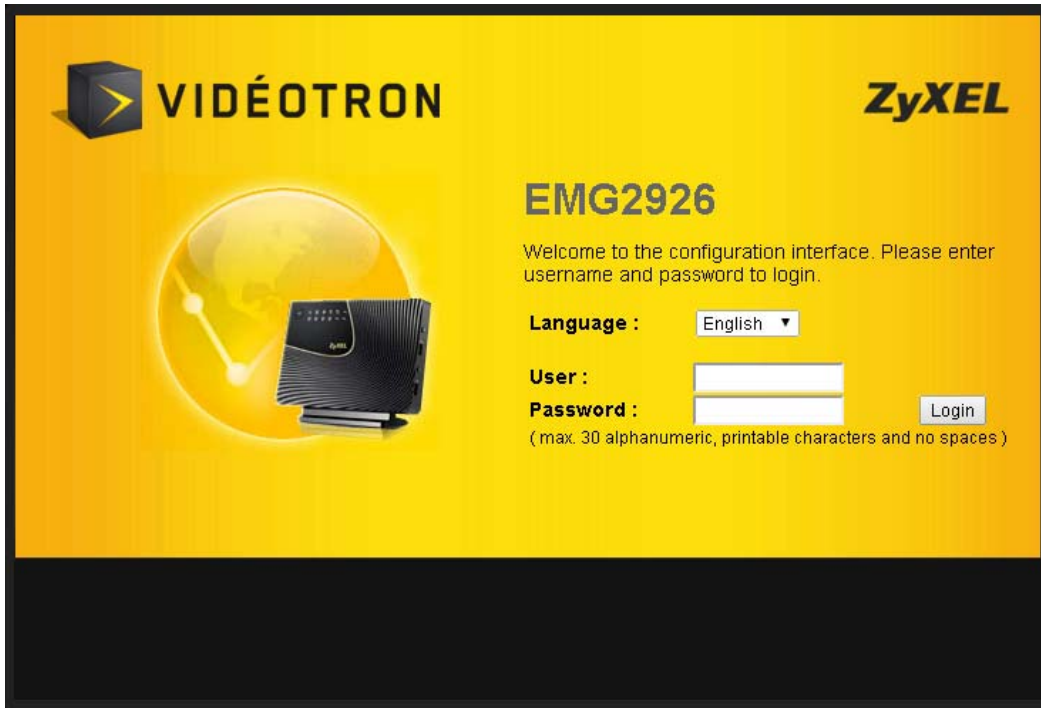 VIDÉOTRON
ZyXEL
EMG2926
Welcome to the configuration interface. Please enter
username and password to login.
Language :
English
User :
Password :
Login
( max. 30 alphanumeric, printable characters and no spaces )
ZyXEL